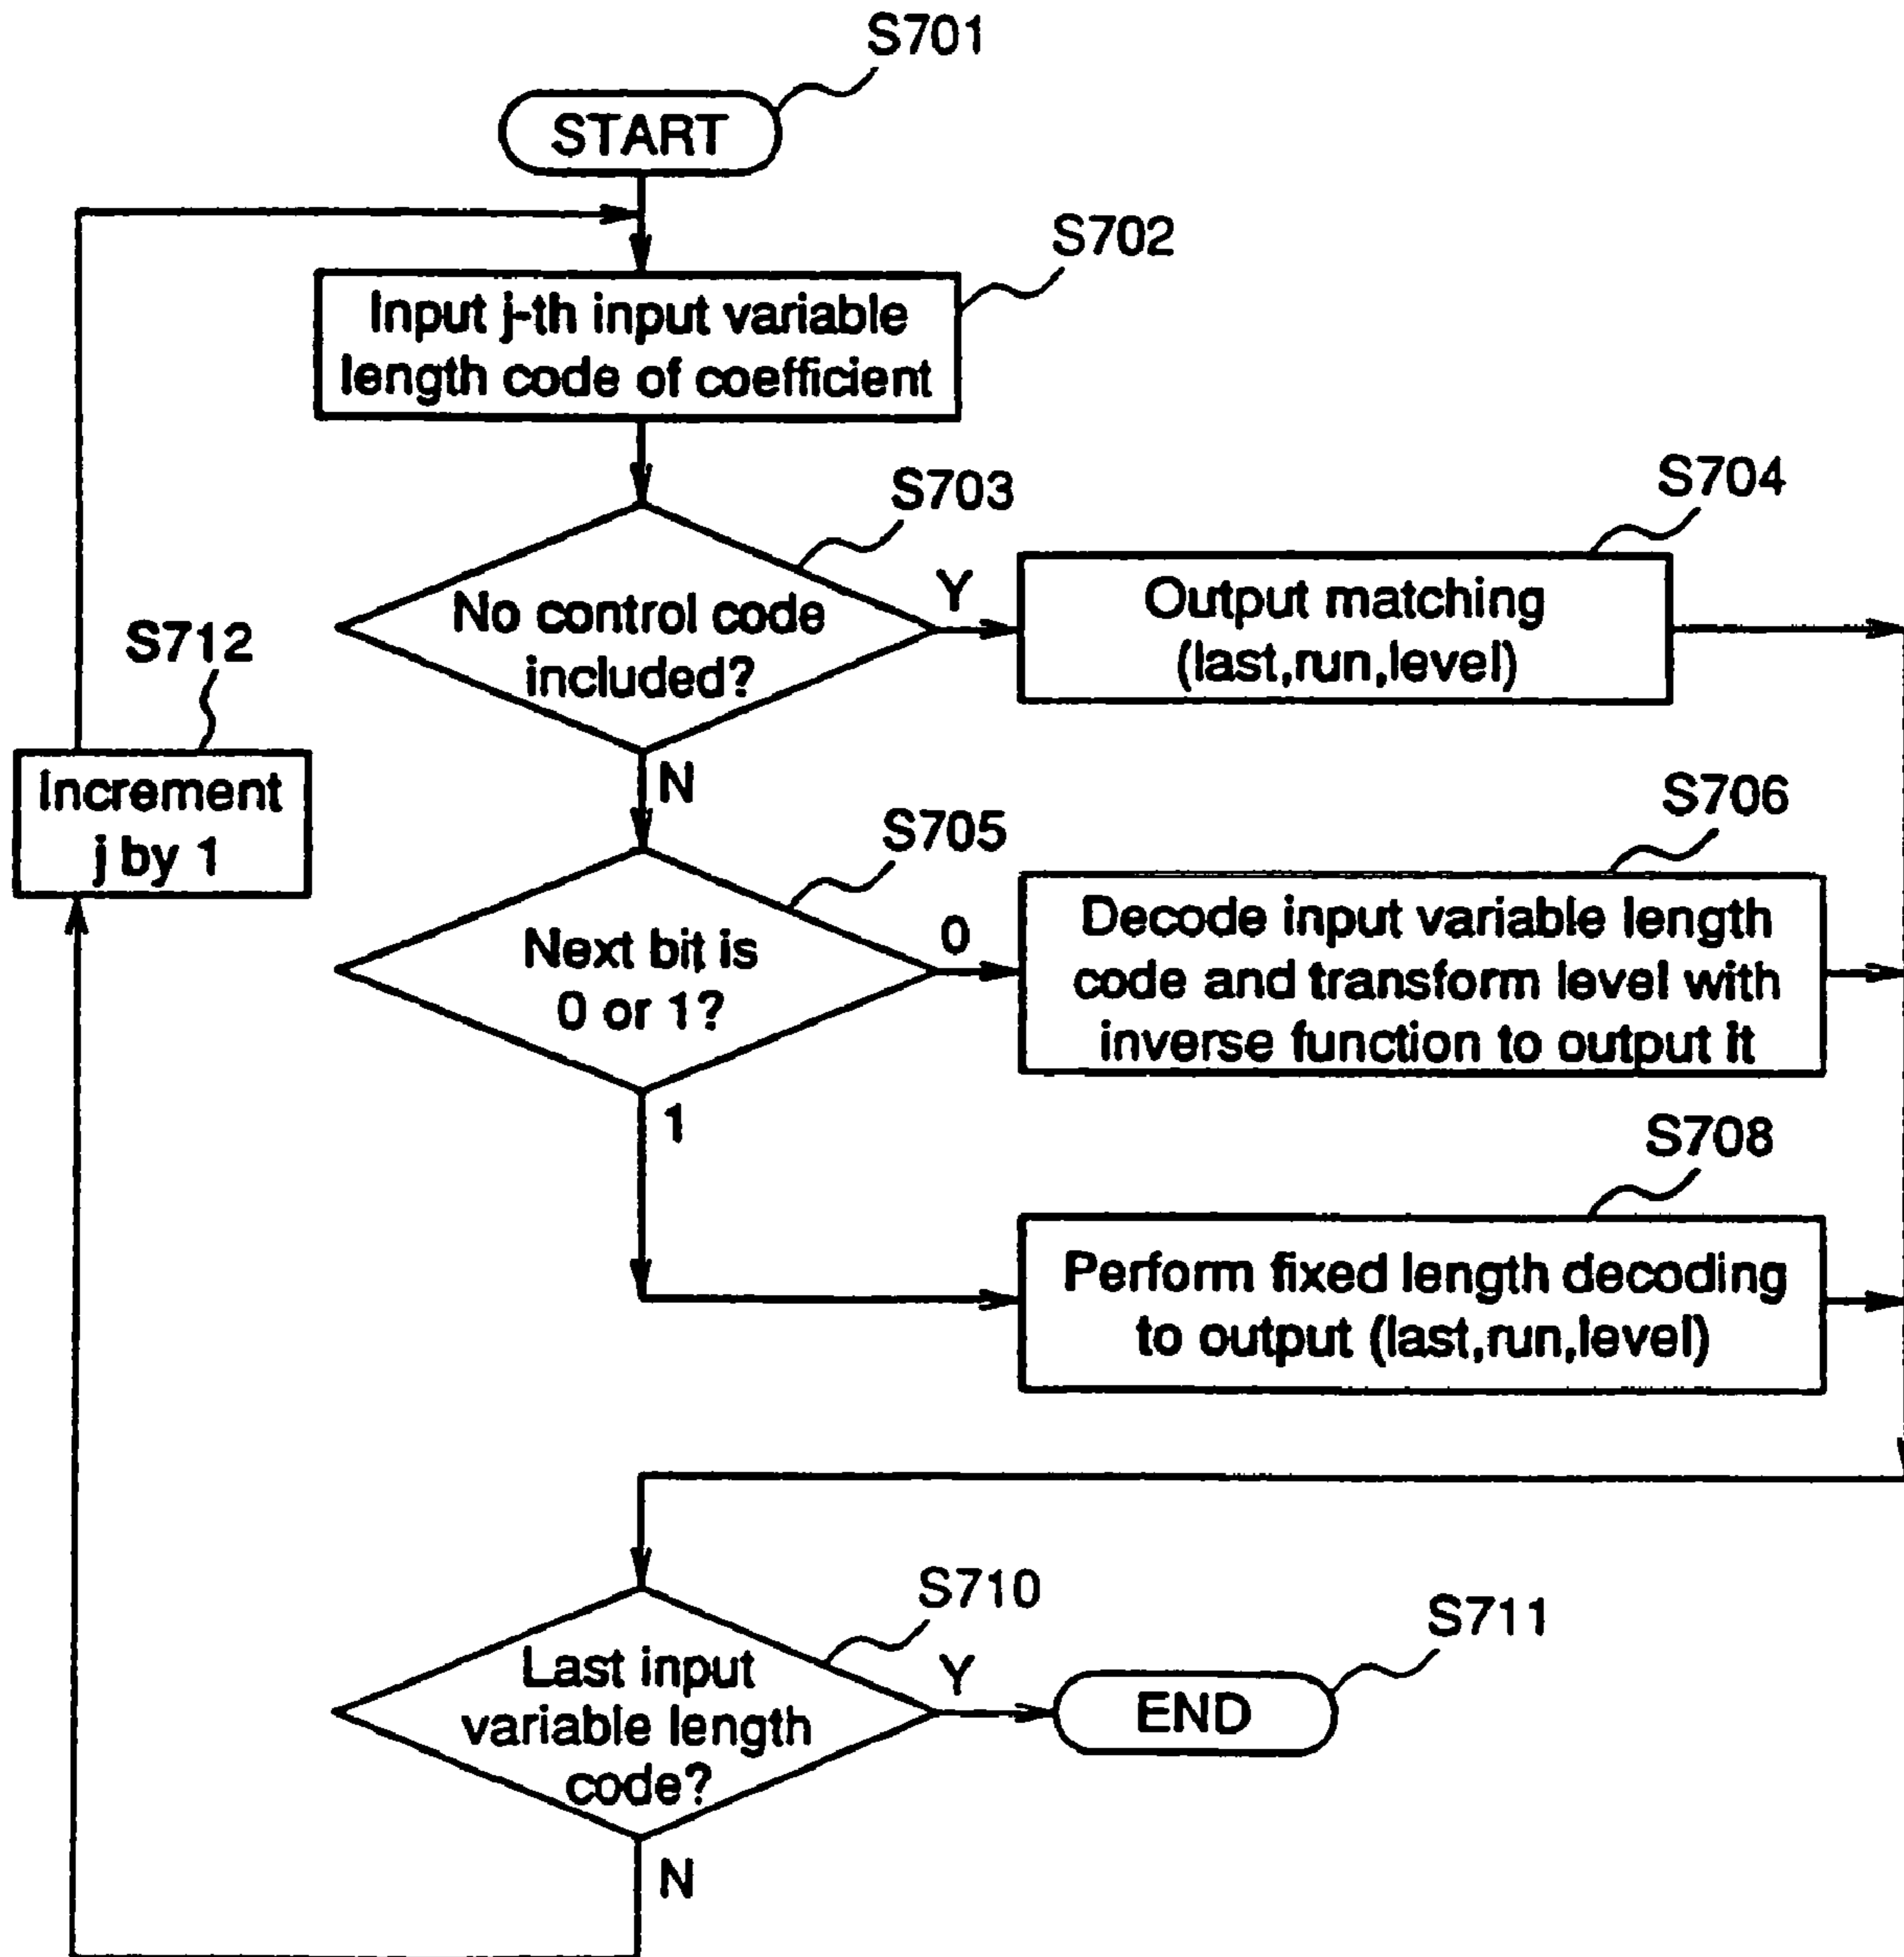 S701
START
S702
Input j-th input variable
length code of coefficient
S703
No control code
included?
Y
N
S704
Output matching
(last,run,level)
S712
Increment
j by 1
S705
Next bit is
0 or 1?
0
1
S706
Decode input variable length
code and transform level with
inverse function to output it
S708
Perform fixed length decoding
to output (last,run,level)
S710
Last input
variable length
code?
Y
N
S711
END